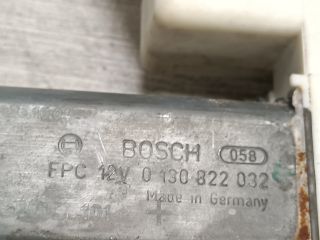 BOSCH 058
FPC 12V 0 130 822 032
Made in Germany